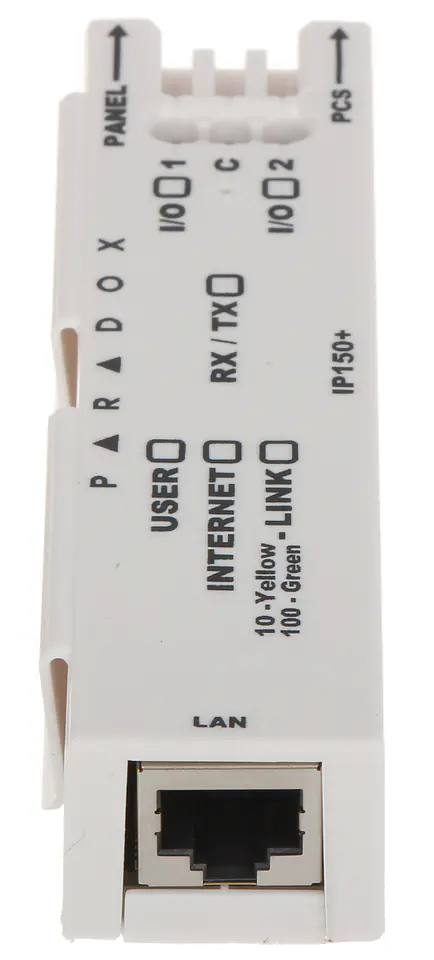 PANEL →
PCS →
I/O 1
C
I/O 2
PARADOX
RX / TX
IP150+
USER
INTERNET
LINK
10 - Yellow
100 - Green
LAN